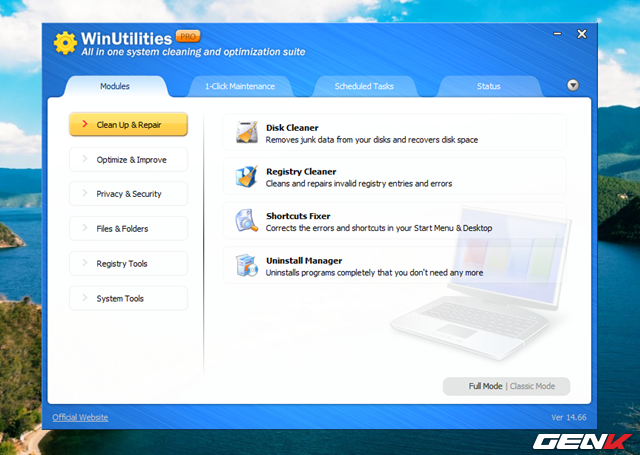 WinUtilities PRO
All in one system cleaning and optimization suite
Modules 1-Click Maintenance Scheduled Tasks Status
Clean Up & Repair
Optimize & Improve
Privacy & Security
Files & Folders
Registry Tools
System Tools
Disk Cleaner
Removes junk data from your disks and recovers disk space
Registry Cleaner
Cleans and repairs invalid registry entries and errors
Shortcuts Fixer
Corrects the errors and shortcuts in your Start Menu & Desktop
Uninstall Manager
Uninstalls programs completely that you don't need any more
Full Mode | Classic Mode
Official Website
Ver 14.66
GENK